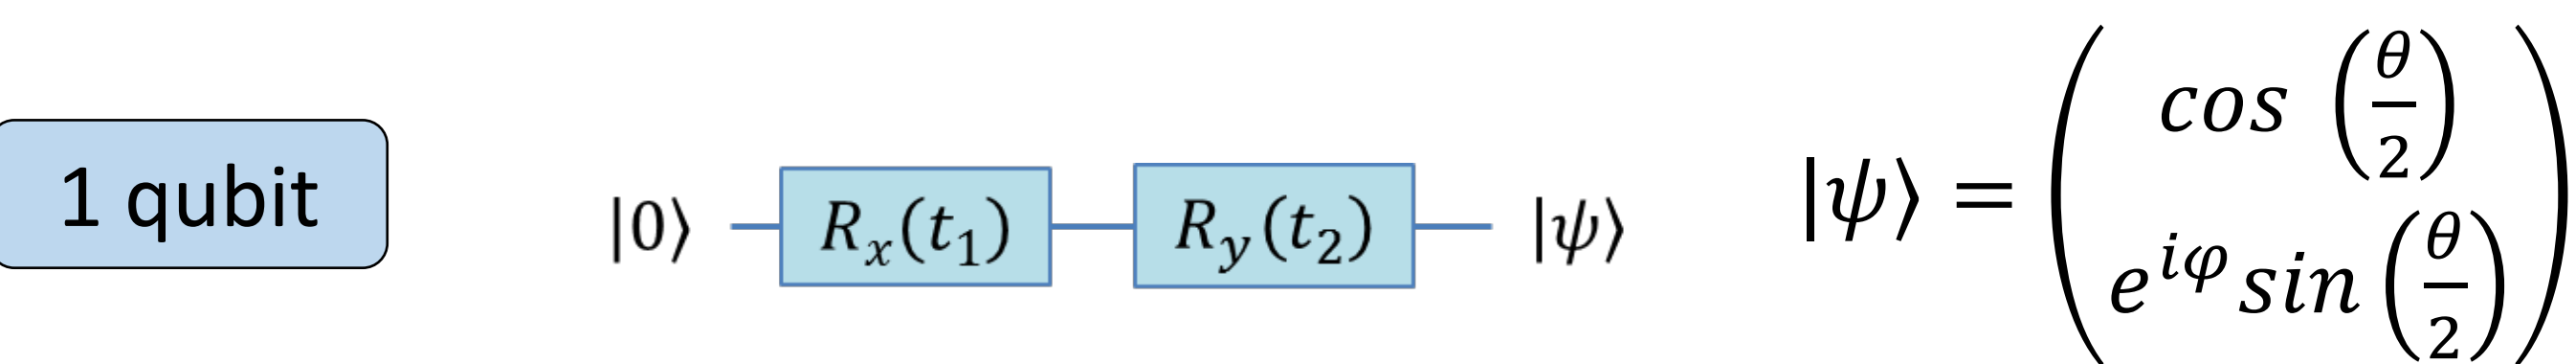 1 qubit
|0⟩ R_x(t_1) R_y(t_2) |ψ⟩
|ψ⟩ = ( cos (θ/2)
e^{iφ} sin (θ/2) )